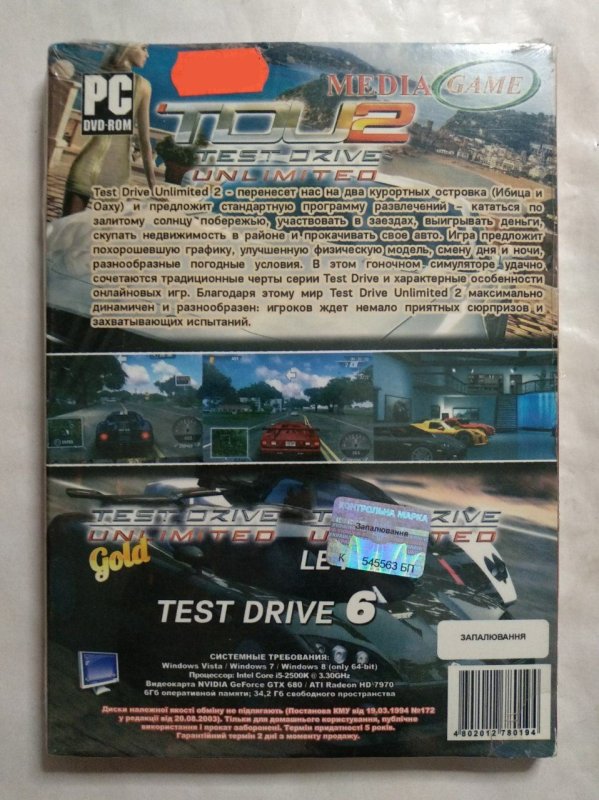 PC
DVD-ROM
MEDIA GAME
TDU2
TEST DRIVE
UNLIMITED
Test Drive Unlimited 2 - перенесет нас на два курортных островка (Ибица и
Оаху) и предложит стандартную программу развлечений – кататься по
залитому солнцу побережью, участвовать в заездах, выигрывать деньги,
скупать недвижимость в районе и прокачивать свое авто. Игра предложит
похорошевшую графику, улучшенную физическую модель, смену дня и ночи,
разнообразные погодные условия. В этом гоночном симуляторе удачно
сочетаются традиционные черты серии Test Drive и характерные особенности
онлайновых игр. Благодаря этому мир Test Drive Unlimited 2 максимально
динамичен и разнообразен: игроков ждет немало приятных сюрпризов и
захватывающих испытаний.
TEST DRIVE
UNLIMITED
Gold
КОНТРОЛЬНА МАРКА
Запалювання
К 545563 БП
TEST DRIVE 6
ЗАПАЛЮВАННЯ
СИСТЕМНЫЕ ТРЕБОВАНИЯ:
Windows Vista / Windows 7 / Windows 8 (only 64-bit)
Процессор: Intel Core i5-2500K @ 3.30GHz
Видеокарта NVIDIA GeForce GTX 680 / ATI Radeon HD 7970
6Гб оперативной памяти; 34,2 Гб свободного пространства
Диски належної якості обміну не підлягають (Постанова КМУ від 19.03.1994 №172
у редакції від 20.08.2003). Тільки для домашнього користування, публічне
використання і прокат заборонені. Термін придатності 5 років.
Гарантійний термін 2 дні з моменту продажу.
4802012780194